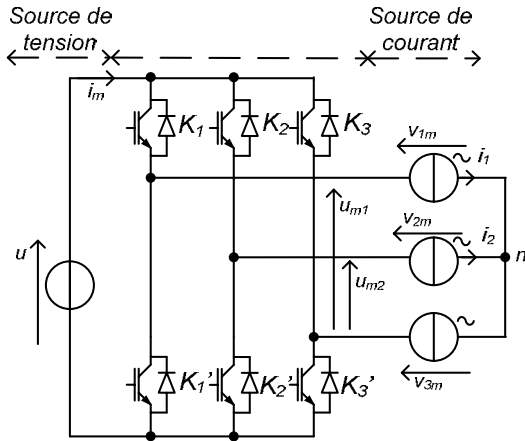 Source de
tension
Source de
courant
i_m
K_1
K_2
K_3
v_1m
i_1
u_m1
v_2m
i_2
u
u_m2
n
v_3m
K_1'
K_2'
K_3'